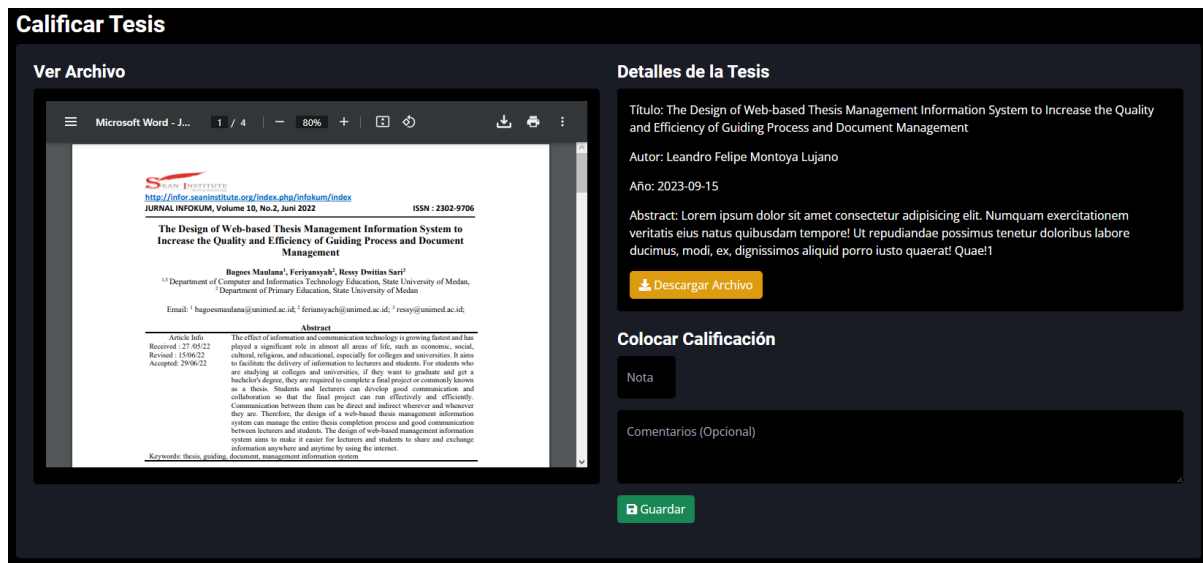 Calificar Tesis
Ver Archivo
Microsoft Word - J...
1 / 4
80%
SEAN INSTITUTE
http://infor.seaninstitute.org/index.php/infokum/index
JURNAL INFOKUM, Volume 10, No.2, Juni 2022 ISSN : 2302-9706
The Design of Web-based Thesis Management Information System to
Increase the Quality and Efficiency of Guiding Process and Document
Management
Bagoes Maulana¹, Feriyansyah², Ressy Dwitias Sari³
¹,³ Department of Computer and Informatics Technology Education, State University of Medan,
² Department of Primary Education, State University of Medan
Email: ¹ bagoesmaulana@unimed.ac.id; ² feriansyach@unimed.ac.id; ³ ressy@unimed.ac.id;
Abstract
Article Info
Received : 27 /05/22
Revised : 15/06/22
Accepted: 29/06/22
The effect of information and communication technology is growing fastest and has
played a significant role in almost all areas of life, such as economic, social,
cultural, religious, and educational, especially for colleges and universities. It aims
to facilitate the delivery of information to lecturers and students. For students who
are studying at colleges and universities, if they want to graduate and get a
bachelor's degree, they are required to complete a final project or commonly known
as a thesis. Students and lecturers can develop good communication and
collaboration so that the final project can run effectively and efficiently.
Communication between them can be direct and indirect wherever and whenever
they are. Therefore, the design of a web-based thesis management information
system can manage the entire thesis completion process and good communication
between lecturers and students. The design of web-based management information
system aims to make it easier for lecturers and students to share and exchange
information anywhere and anytime by using the internet.
Keywords: thesis, guiding, document, management information system
Detalles de la Tesis
Título: The Design of Web-based Thesis Management Information System to Increase the Quality
and Efficiency of Guiding Process and Document Management
Autor: Leandro Felipe Montoya Lujano
Año: 2023-09-15
Abstract: Lorem ipsum dolor sit amet consectetur adipisicing elit. Numquam exercitationem
veritatis eius natus quibusdam tempore! Ut repudiandae possimus tenetur doloribus labore
ducimus, modi, ex, dignissimos aliquid porro iusto quaerat! Quae!1
Descargar Archivo
Colocar Calificación
Nota
Comentarios (Opcional)
Guardar